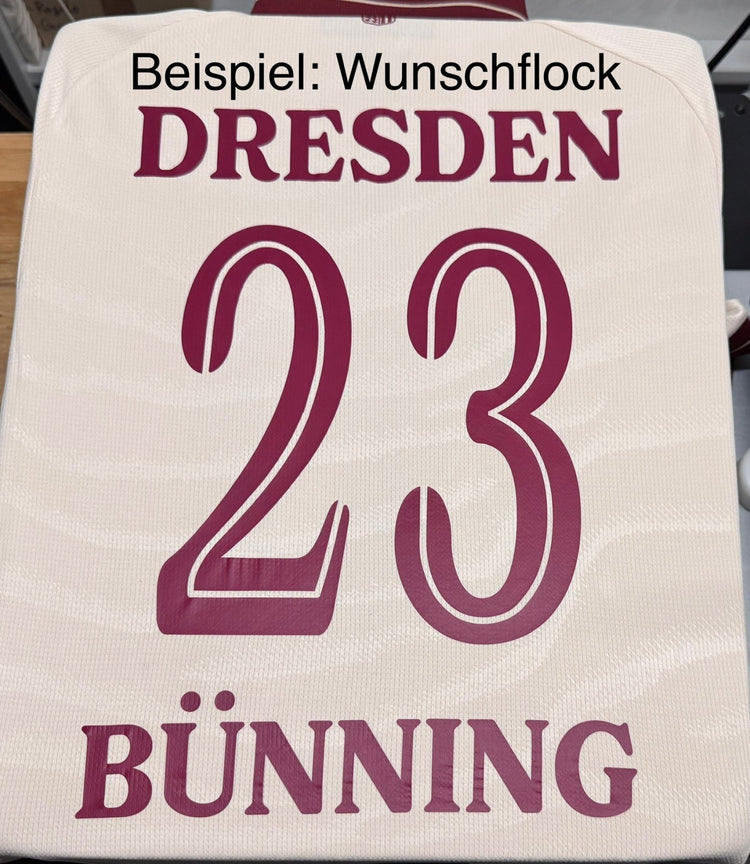 Beispiel: Wunschflock
DRESDEN
23
BÜNNING